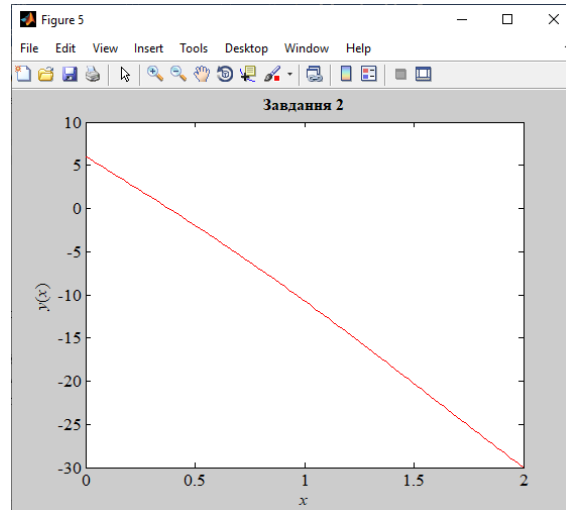 Figure 5
File Edit View Insert Tools Desktop Window Help
Завдання 2
10
5
0
-5
-10
-15
-20
-25
-30
y(x)
0 0.5 1 1.5 2
x